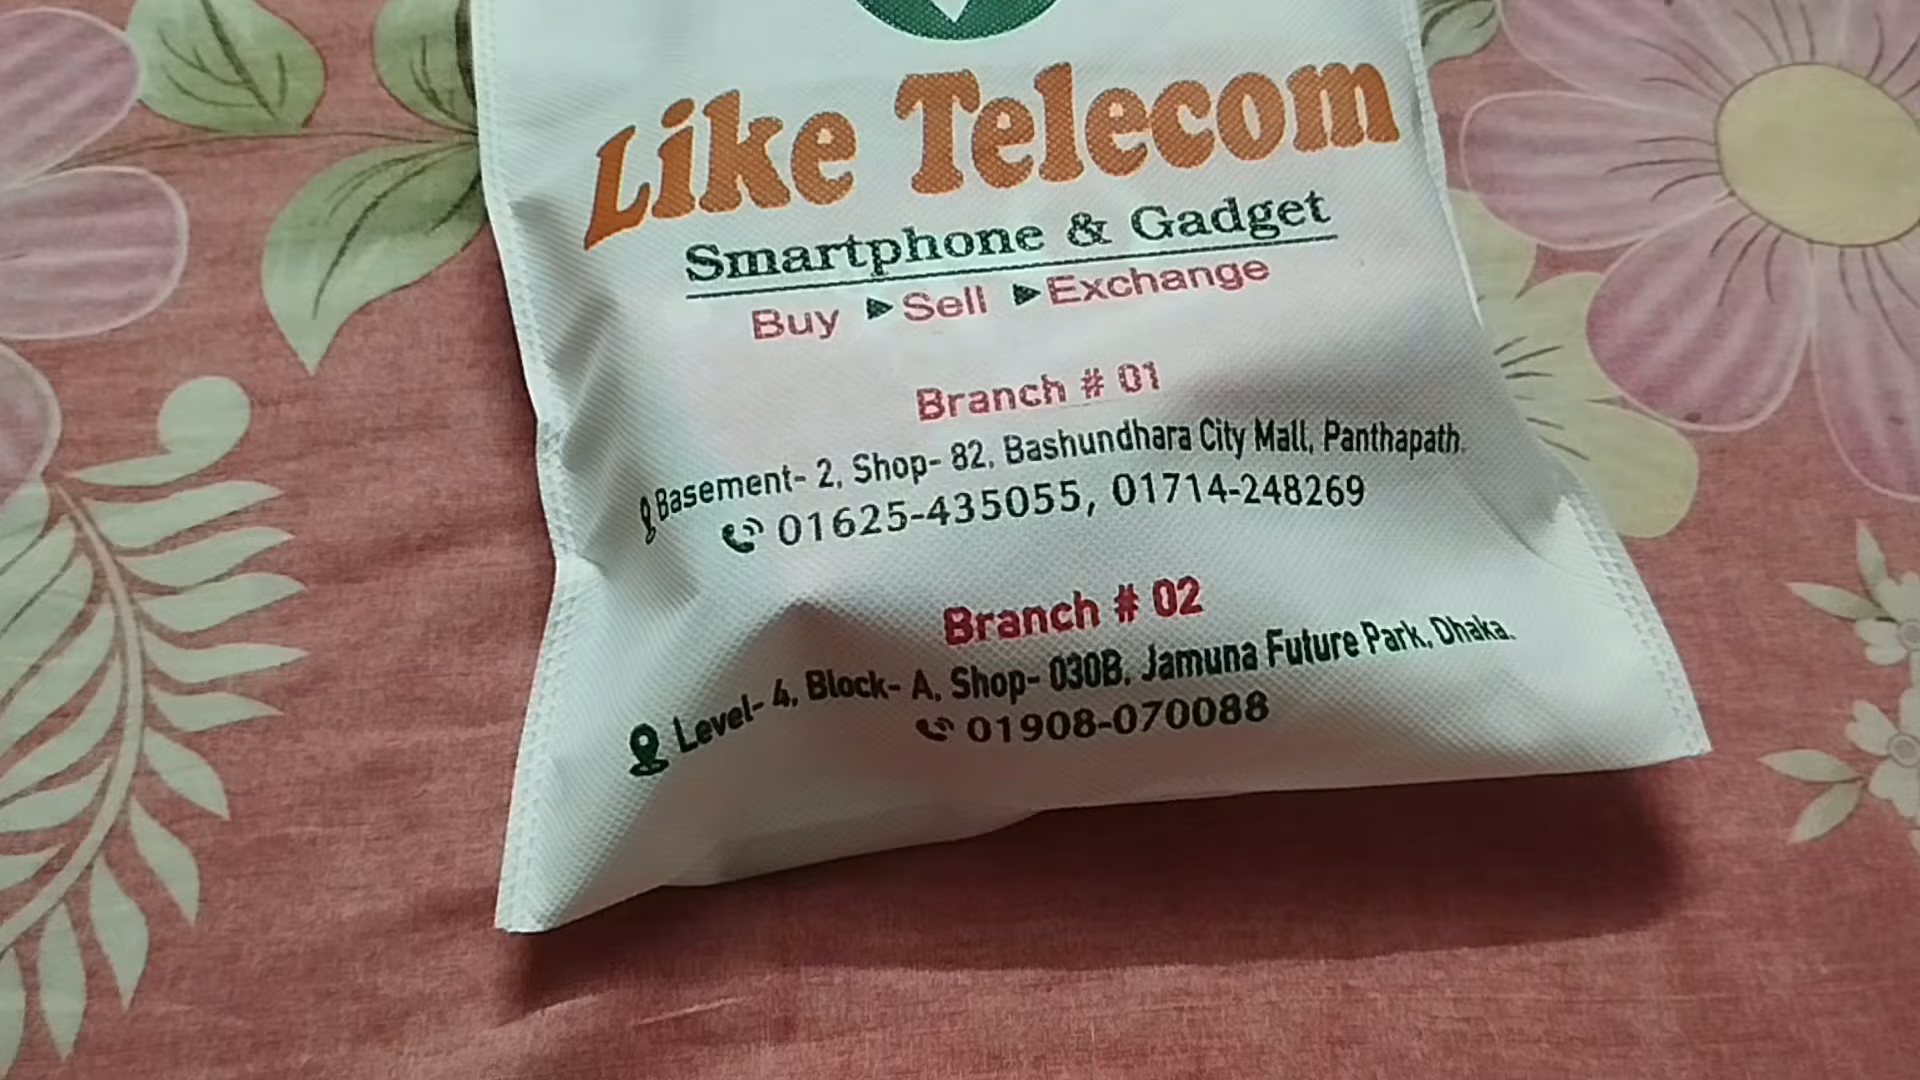 Like Telecom
Smartphone & Gadget
Buy ►Sell ►Exchange
Branch # 01
Basement- 2, Shop- 82, Bashundhara City Mall, Panthapath.
01625-435055, 01714-248269
Branch # 02
Level- 4, Block- A, Shop- 030B, Jamuna Future Park, Dhaka.
01908-070088